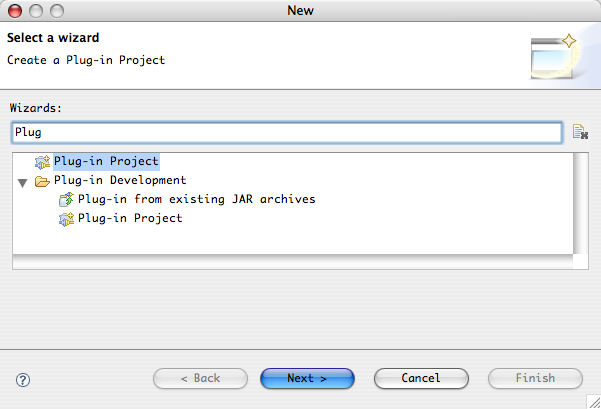 New
Select a wizard
Create a Plug-in Project
Wizards:
Plug
Plug-in Project
Plug-in Development
Plug-in from existing JAR archives
Plug-in Project
?
< Back
Next >
Cancel
Finish